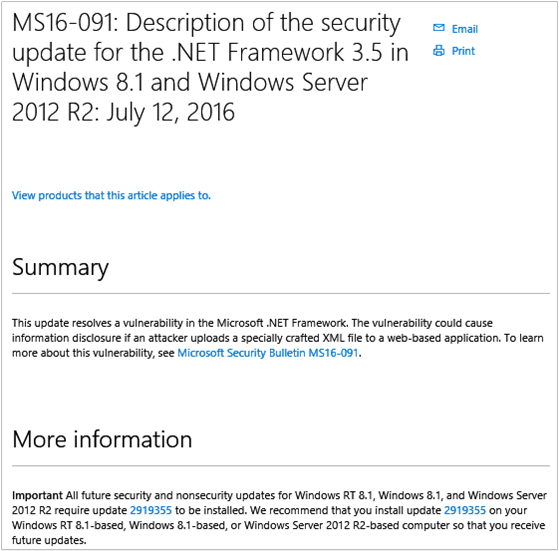 MS16-091: Description of the security
update for the .NET Framework 3.5 in
Windows 8.1 and Windows Server
2012 R2: July 12, 2016
Email
Print
View products that this article applies to.
Summary
This update resolves a vulnerability in the Microsoft .NET Framework. The vulnerability could cause
information disclosure if an attacker uploads a specially crafted XML file to a web-based application. To learn
more about this vulnerability, see Microsoft Security Bulletin MS16-091.
More information
Important All future security and nonsecurity updates for Windows RT 8.1, Windows 8.1, and Windows Server
2012 R2 require update 2919355 to be installed. We recommend that you install update 2919355 on your
Windows RT 8.1-based, Windows 8.1-based, or Windows Server 2012 R2-based computer so that you receive
future updates.